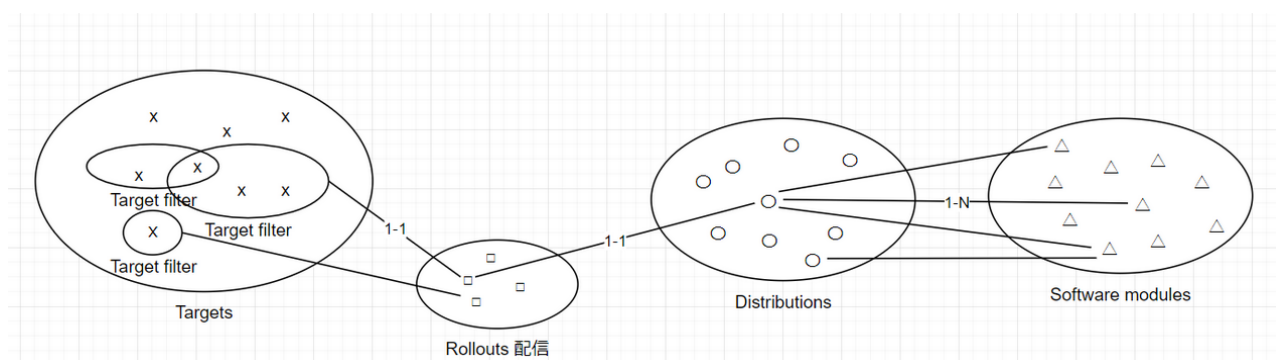 Target filter
Target filter
Target filter
Targets
1-1
1-1
Rollouts 配信
Distributions
1-N
Software modules